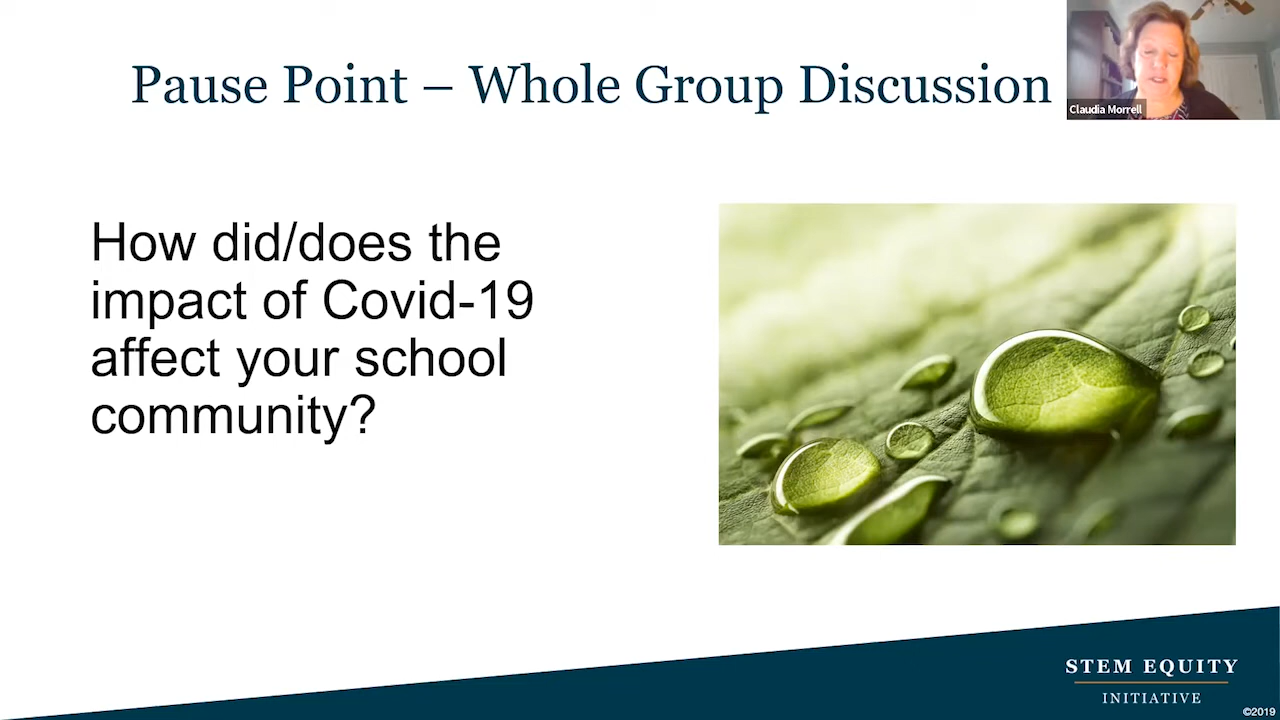 Pause Point – Whole Group Discussion
Claudia Morrell
How did/does the
impact of Covid-19
affect your school
community?
STEM EQUITY
INITIATIVE
©2019